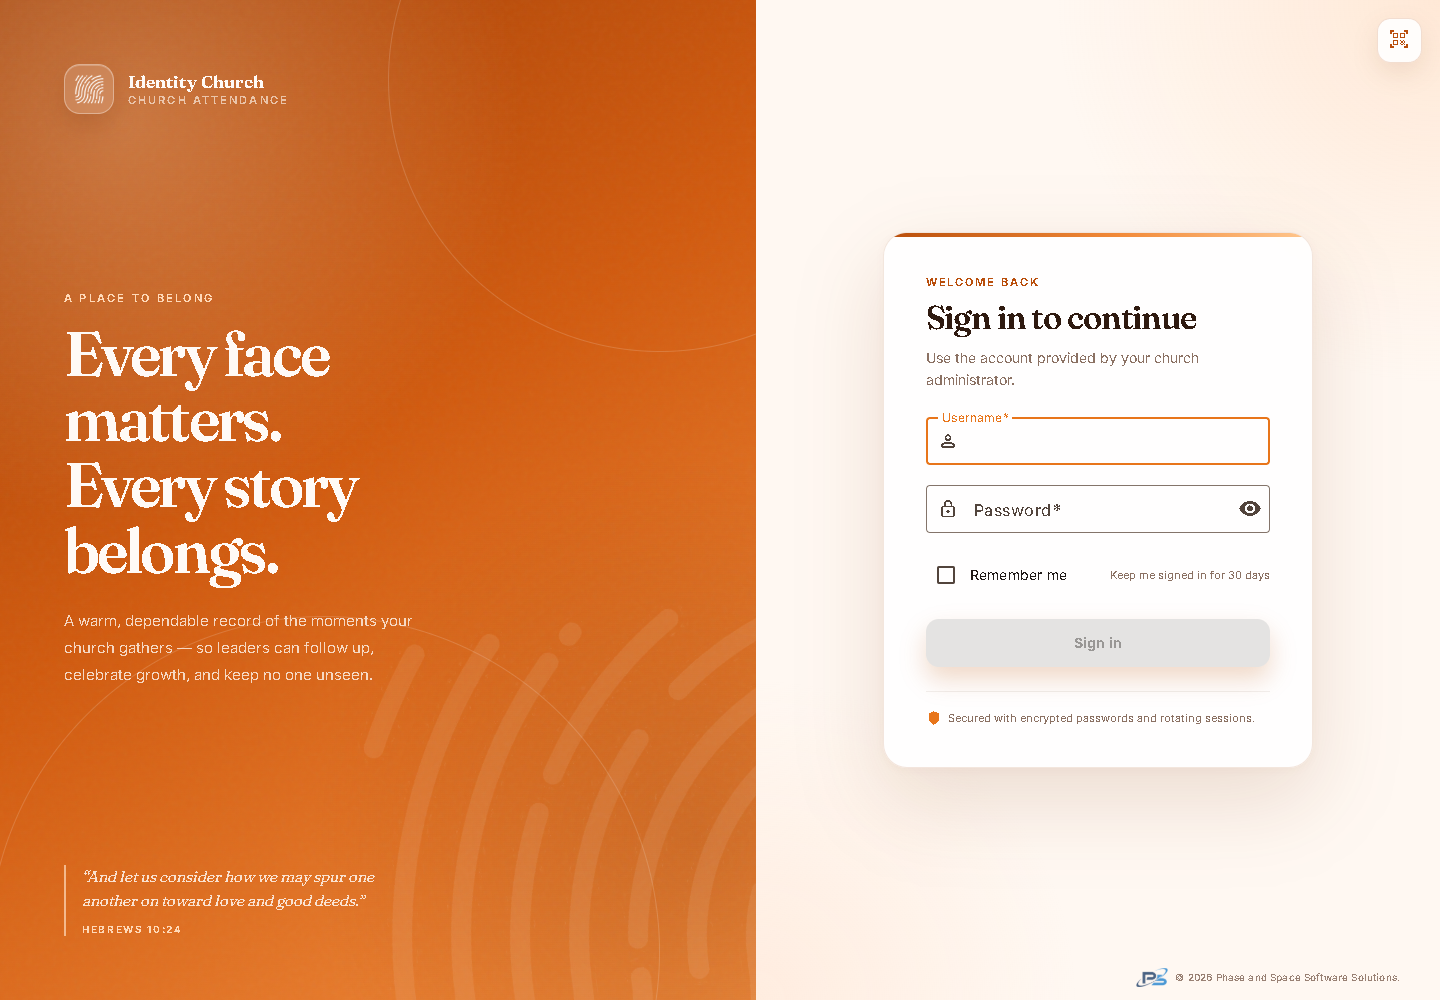 Identity Church
CHURCH ATTENDANCE
A PLACE TO BELONG
Every face
matters.
Every story
belongs.
A warm, dependable record of the moments your
church gathers — so leaders can follow up,
celebrate growth, and keep no one unseen.
“And let us consider how we may spur one
another on toward love and good deeds.”
HEBREWS 10:24
WELCOME BACK
Sign in to continue
Use the account provided by your church
administrator.
Username*
Password*
Remember me
Keep me signed in for 30 days
Sign in
Secured with encrypted passwords and rotating sessions.
PS © 2026 Phase and Space Software Solutions.